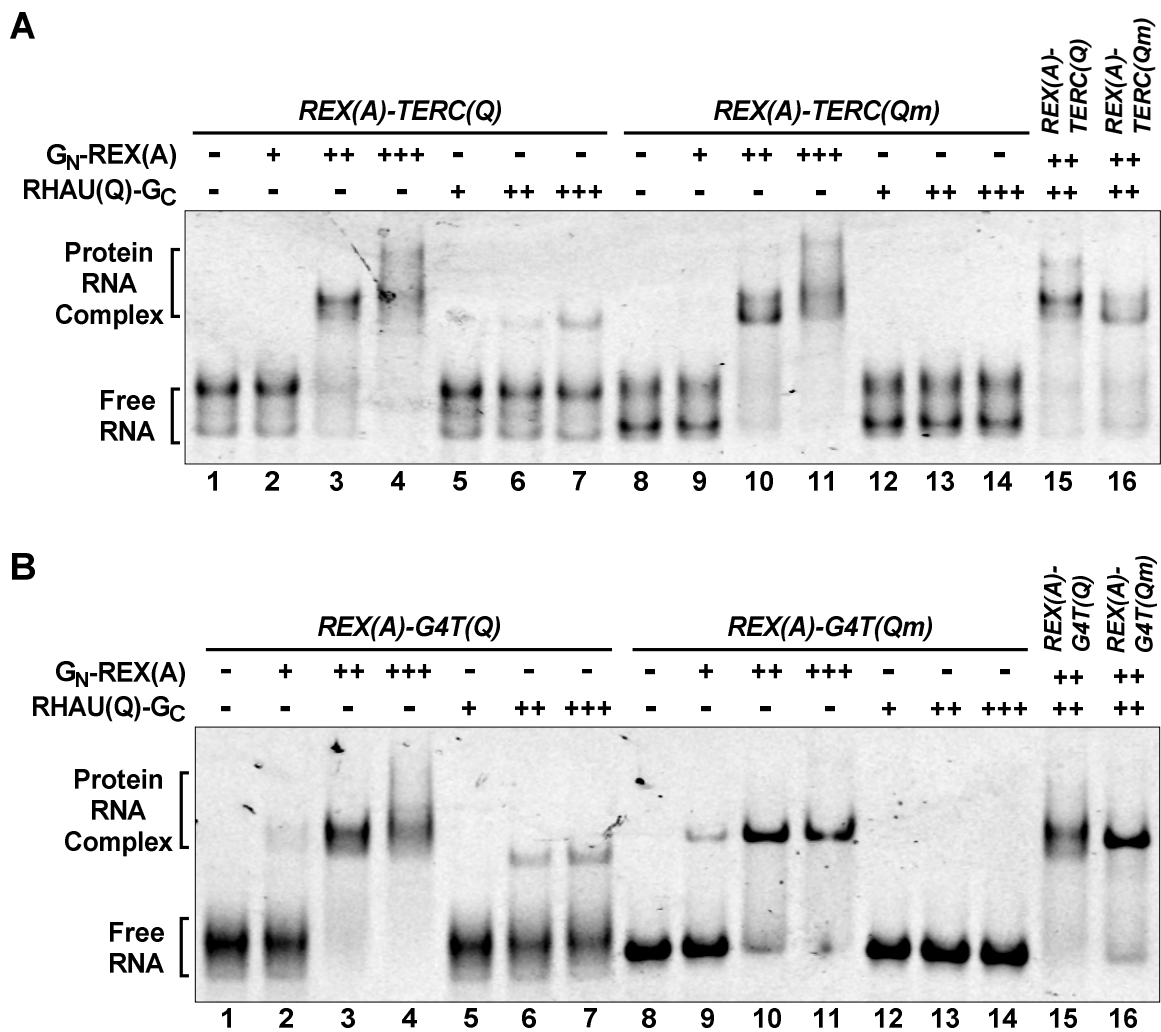 A
REX(A)-TERC(Q) REX(A)-TERC(Qm) REX(A)-TERC(Q) REX(A)-TERC(Qm)
GN-REX(A) - + ++ +++ - - - - + ++ +++ - - - ++ ++
RHAU(Q)-GC - - - - + ++ +++ - - - - + ++ +++ ++ ++
Protein
RNA
Complex
Free
RNA
1 2 3 4 5 6 7 8 9 10 11 12 13 14 15 16
B
REX(A)-G4T(Q) REX(A)-G4T(Qm) REX(A)-G4T(Q) REX(A)-G4T(Qm)
GN-REX(A) - + ++ +++ - - - - + ++ +++ - - - ++ ++
RHAU(Q)-GC - - - - + ++ +++ - - - - + ++ +++ ++ ++
Protein
RNA
Complex
Free
RNA
1 2 3 4 5 6 7 8 9 10 11 12 13 14 15 16